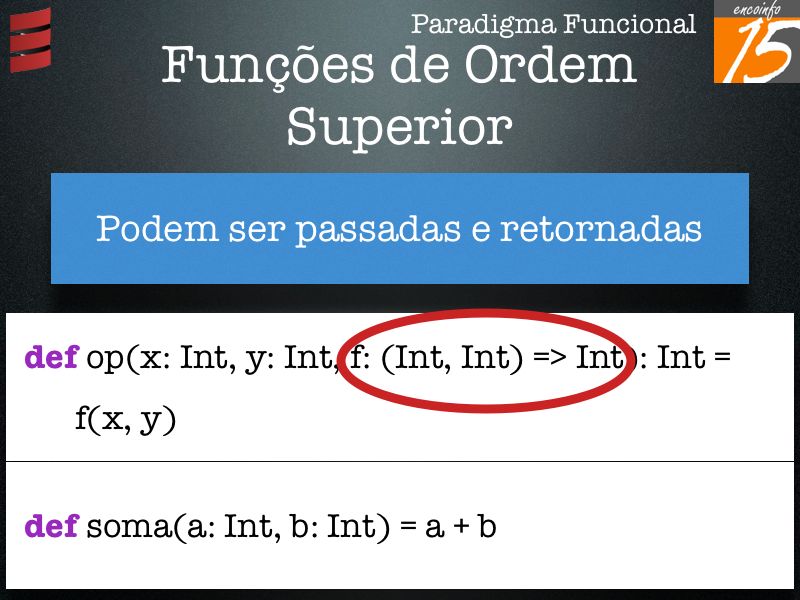 Paradigma Funcional
encoinfo
15
Funções de Ordem
Superior
Podem ser passadas e retornadas
def op(x: Int, y: Int, f: (Int, Int) => Int): Int =
f(x, y)
def soma(a: Int, b: Int) = a + b